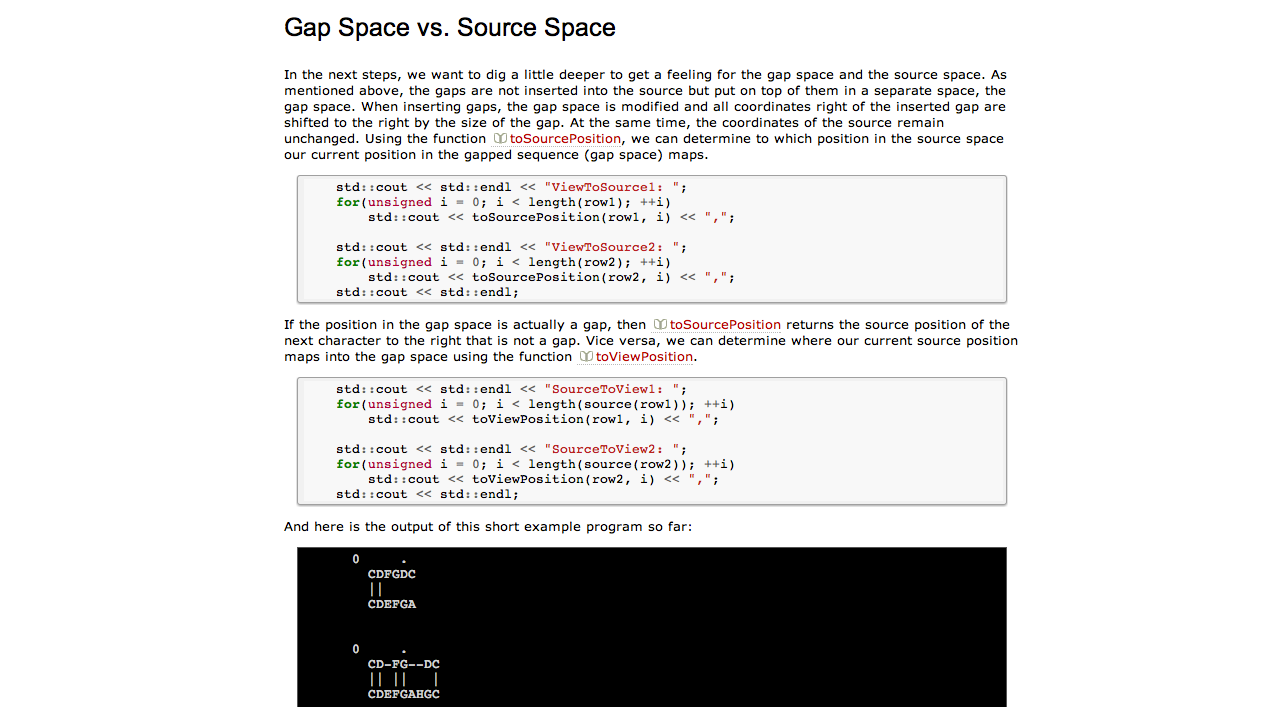 Gap Space vs. Source Space
In the next steps, we want to dig a little deeper to get a feeling for the gap space and the source space. As
mentioned above, the gaps are not inserted into the source but put on top of them in a separate space, the
gap space. When inserting gaps, the gap space is modified and all coordinates right of the inserted gap are
shifted to the right by the size of the gap. At the same time, the coordinates of the source remain
unchanged. Using the function toSourcePosition, we can determine to which position in the source space
our current position in the gapped sequence (gap space) maps.
std::cout << std::endl << "ViewToSource1: ";
for(unsigned i = 0; i < length(row1); ++i)
    std::cout << toSourcePosition(row1, i) << ",";
std::cout << std::endl << "ViewToSource2: ";
for(unsigned i = 0; i < length(row2); ++i)
    std::cout << toSourcePosition(row2, i) << ",";
std::cout << std::endl;
If the position in the gap space is actually a gap, then toSourcePosition returns the source position of the
next character to the right that is not a gap. Vice versa, we can determine where our current source position
maps into the gap space using the function toViewPosition.
std::cout << std::endl << "SourceToView1: ";
for(unsigned i = 0; i < length(source(row1)); ++i)
    std::cout << toViewPosition(row1, i) << ",";
std::cout << std::endl << "SourceToView2: ";
for(unsigned i = 0; i < length(source(row2)); ++i)
    std::cout << toViewPosition(row2, i) << ",";
std::cout << std::endl;
And here is the output of this short example program so far:
0     .
  CDFGDC
  ||
  CDEFGA
0     .
  CD-FG--DC
  || ||   |
  CDEFGAHGC